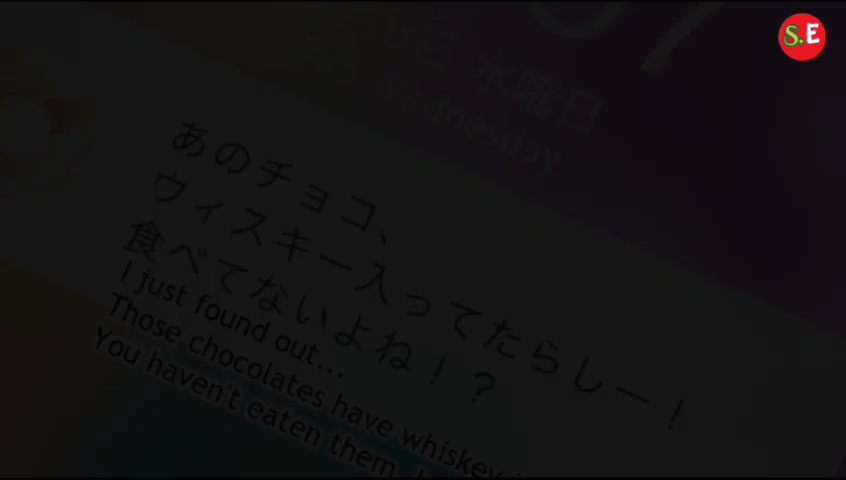 S.E
水曜日
Wednesday
あのチョコ、
ウィスキー入ってたらしー！
食べてないよね！？
I just found out...
Those chocolates have whiskey
You haven't eaten them,